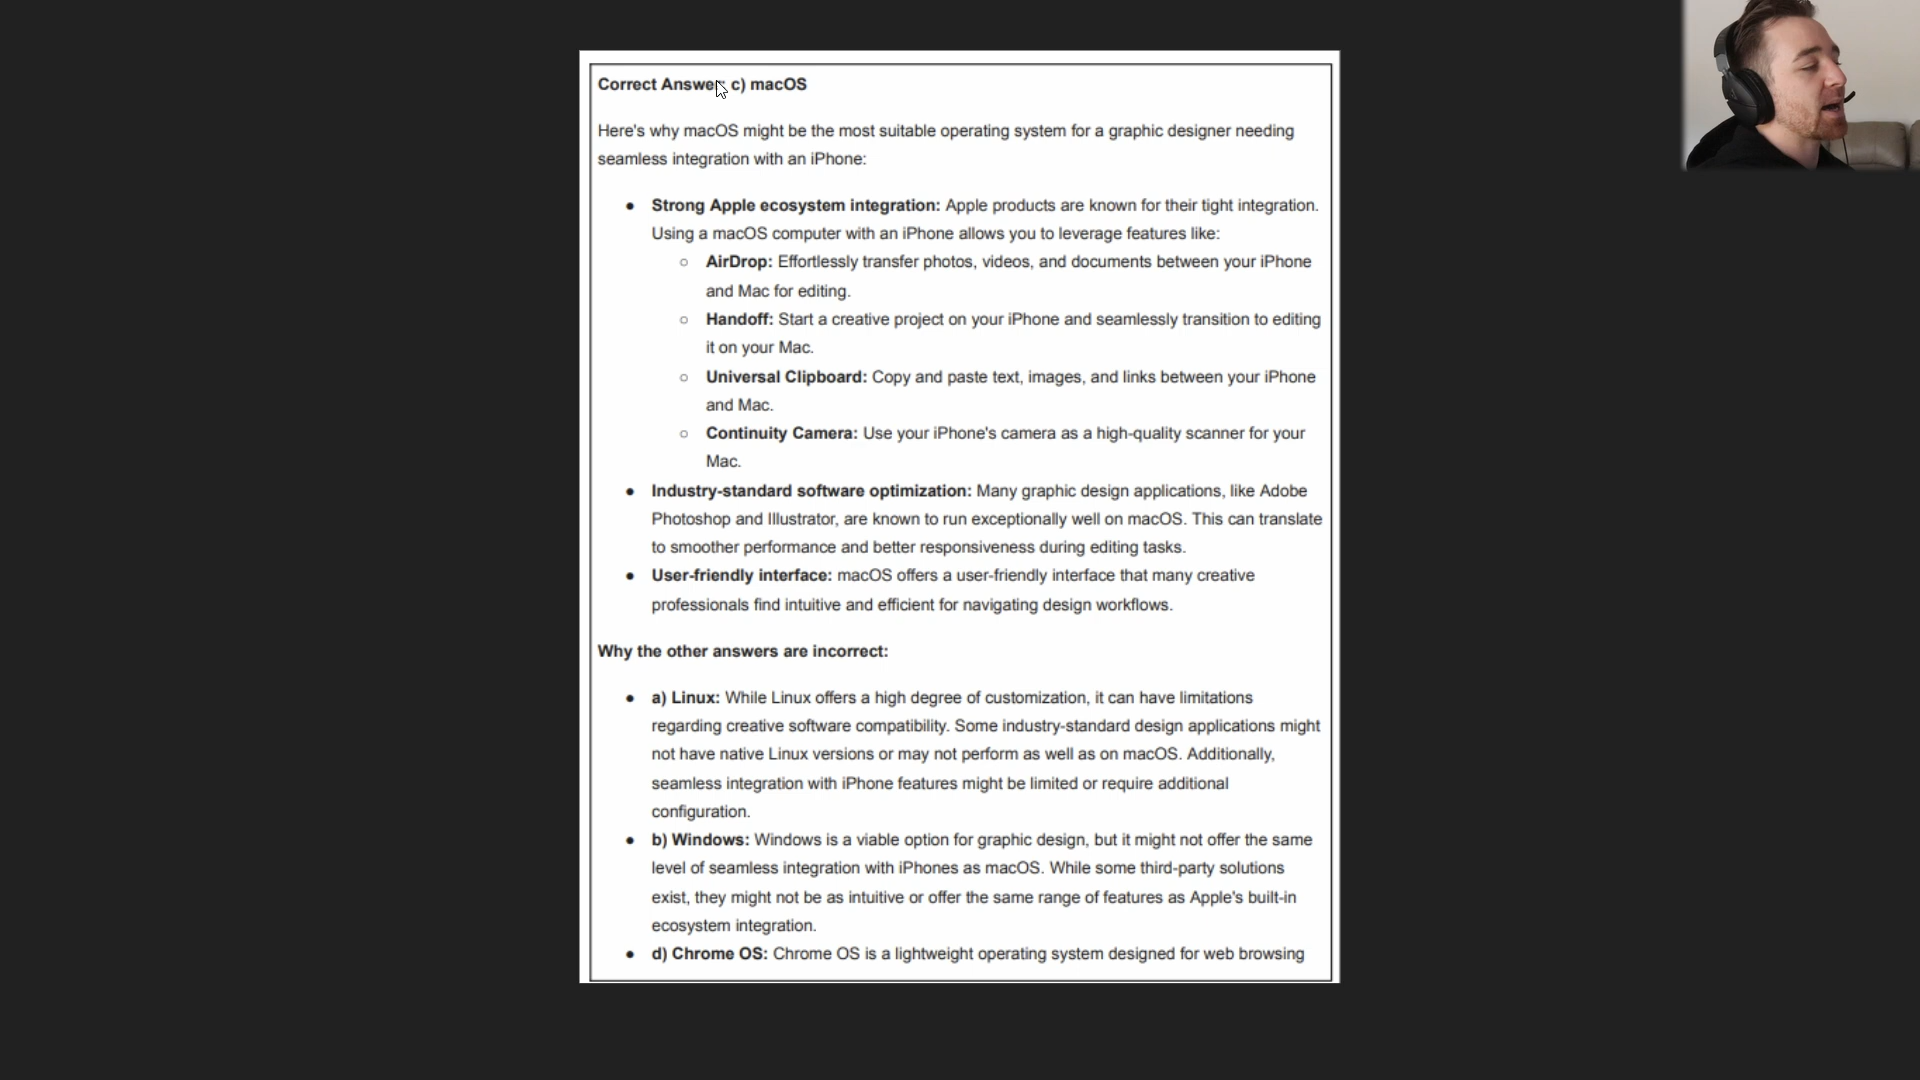 Correct Answer: c) macOS
Here's why macOS might be the most suitable operating system for a graphic designer needing
seamless integration with an iPhone:
● Strong Apple ecosystem integration: Apple products are known for their tight integration.
Using a macOS computer with an iPhone allows you to leverage features like:
○ AirDrop: Effortlessly transfer photos, videos, and documents between your iPhone
and Mac for editing.
○ Handoff: Start a creative project on your iPhone and seamlessly transition to editing
it on your Mac.
○ Universal Clipboard: Copy and paste text, images, and links between your iPhone
and Mac.
○ Continuity Camera: Use your iPhone's camera as a high-quality scanner for your
Mac.
● Industry-standard software optimization: Many graphic design applications, like Adobe
Photoshop and Illustrator, are known to run exceptionally well on macOS. This can translate
to smoother performance and better responsiveness during editing tasks.
● User-friendly interface: macOS offers a user-friendly interface that many creative
professionals find intuitive and efficient for navigating design workflows.
Why the other answers are incorrect:
● a) Linux: While Linux offers a high degree of customization, it can have limitations
regarding creative software compatibility. Some industry-standard design applications might
not have native Linux versions or may not perform as well as on macOS. Additionally,
seamless integration with iPhone features might be limited or require additional
configuration.
● b) Windows: Windows is a viable option for graphic design, but it might not offer the same
level of seamless integration with iPhones as macOS. While some third-party solutions
exist, they might not be as intuitive or offer the same range of features as Apple's built-in
ecosystem integration.
● d) Chrome OS: Chrome OS is a lightweight operating system designed for web browsing